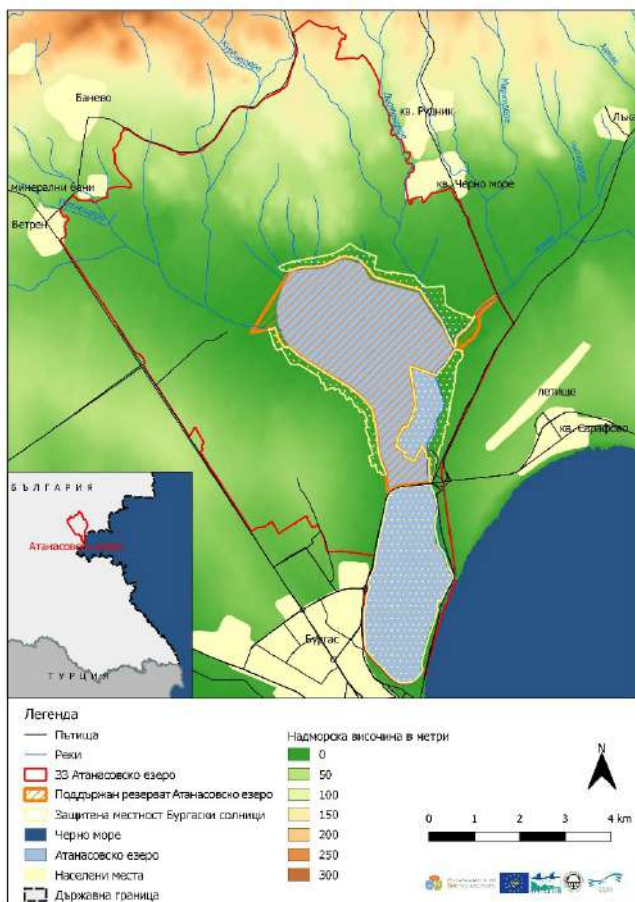 Банево
кв. Рудник
Лъка
минерални бани
кв. Черно море
Ветрен
летище
кв. Сарафово
БЪЛГАРИЯ
Атанасовско езеро
ТУРЦИЯ
Бургас
Легенда
Пътища
Реки
ЗЗ Атанасовско езеро
Поддържан резерват Атанасовско езеро
Защитена местност Бургаски солници
Черно море
Атанасовско езеро
Населени места
Държавна граница
Надморска височина в метри
0
50
100
150
200
250
300
N
0 1 2 3 4 km